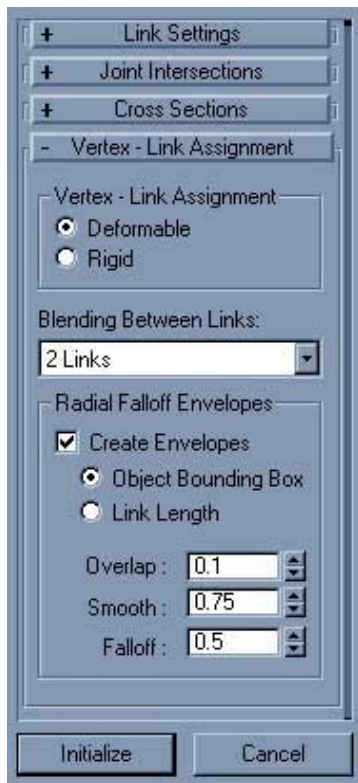 + Link Settings
+ Joint Intersections
+ Cross Sections
- Vertex - Link Assignment
Vertex - Link Assignment
Deformable
Rigid
Blending Between Links:
2 Links
Radial Falloff Envelopes
Create Envelopes
Object Bounding Box
Link Length
Overlap : 0.1
Smooth : 0.75
Falloff : 0.5
Initialize Cancel